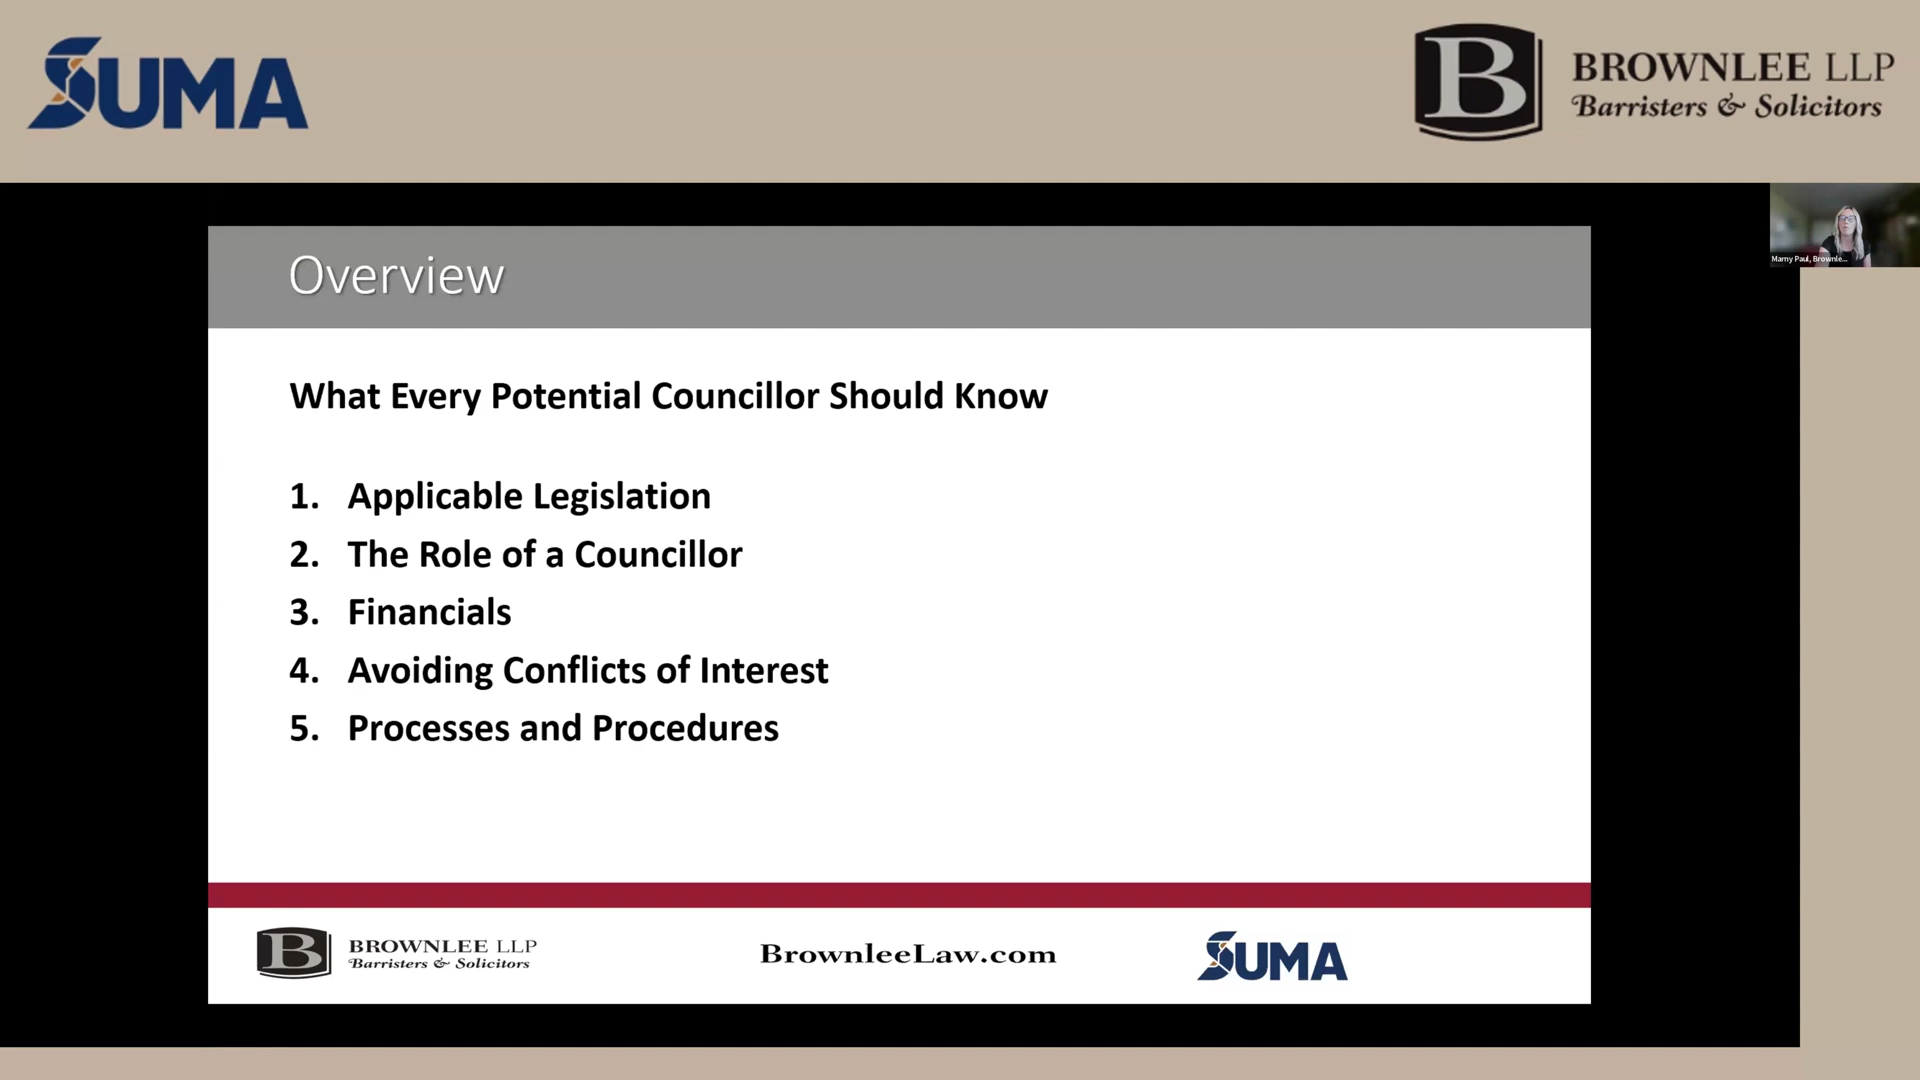 SUMA
B
BROWNLEE LLP
Barristers & Solicitors
Marny Paul, Brownle...
Overview
What Every Potential Councillor Should Know
1. Applicable Legislation
2. The Role of a Councillor
3. Financials
4. Avoiding Conflicts of Interest
5. Processes and Procedures
B
BROWNLEE LLP
Barristers & Solicitors
BrownleeLaw.com
SUMA